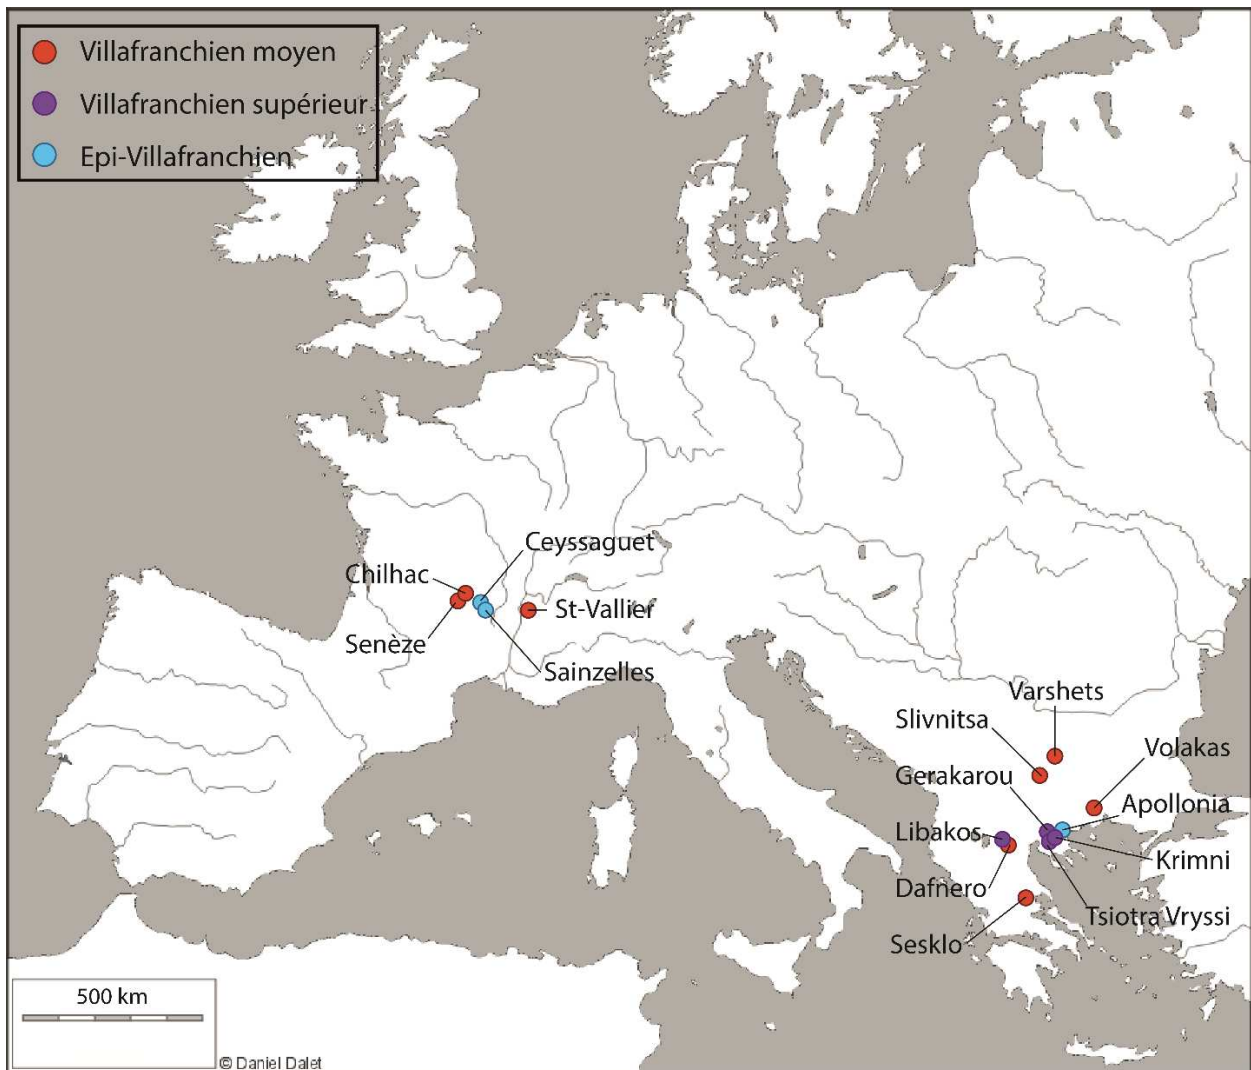 Villafranchien moyen
Villafranchien supérieur
Epi-Villafranchien
Ceyssaguet
Chilhac
St-Vallier
Senèze
Sainzelles
Varshets
Slivnitsa
Volakas
Gerakarou
Apollonia
Libakos
Krimni
Dafnero
Tsiotra Vryssi
Sesklo
500 km
© Daniel Dalet